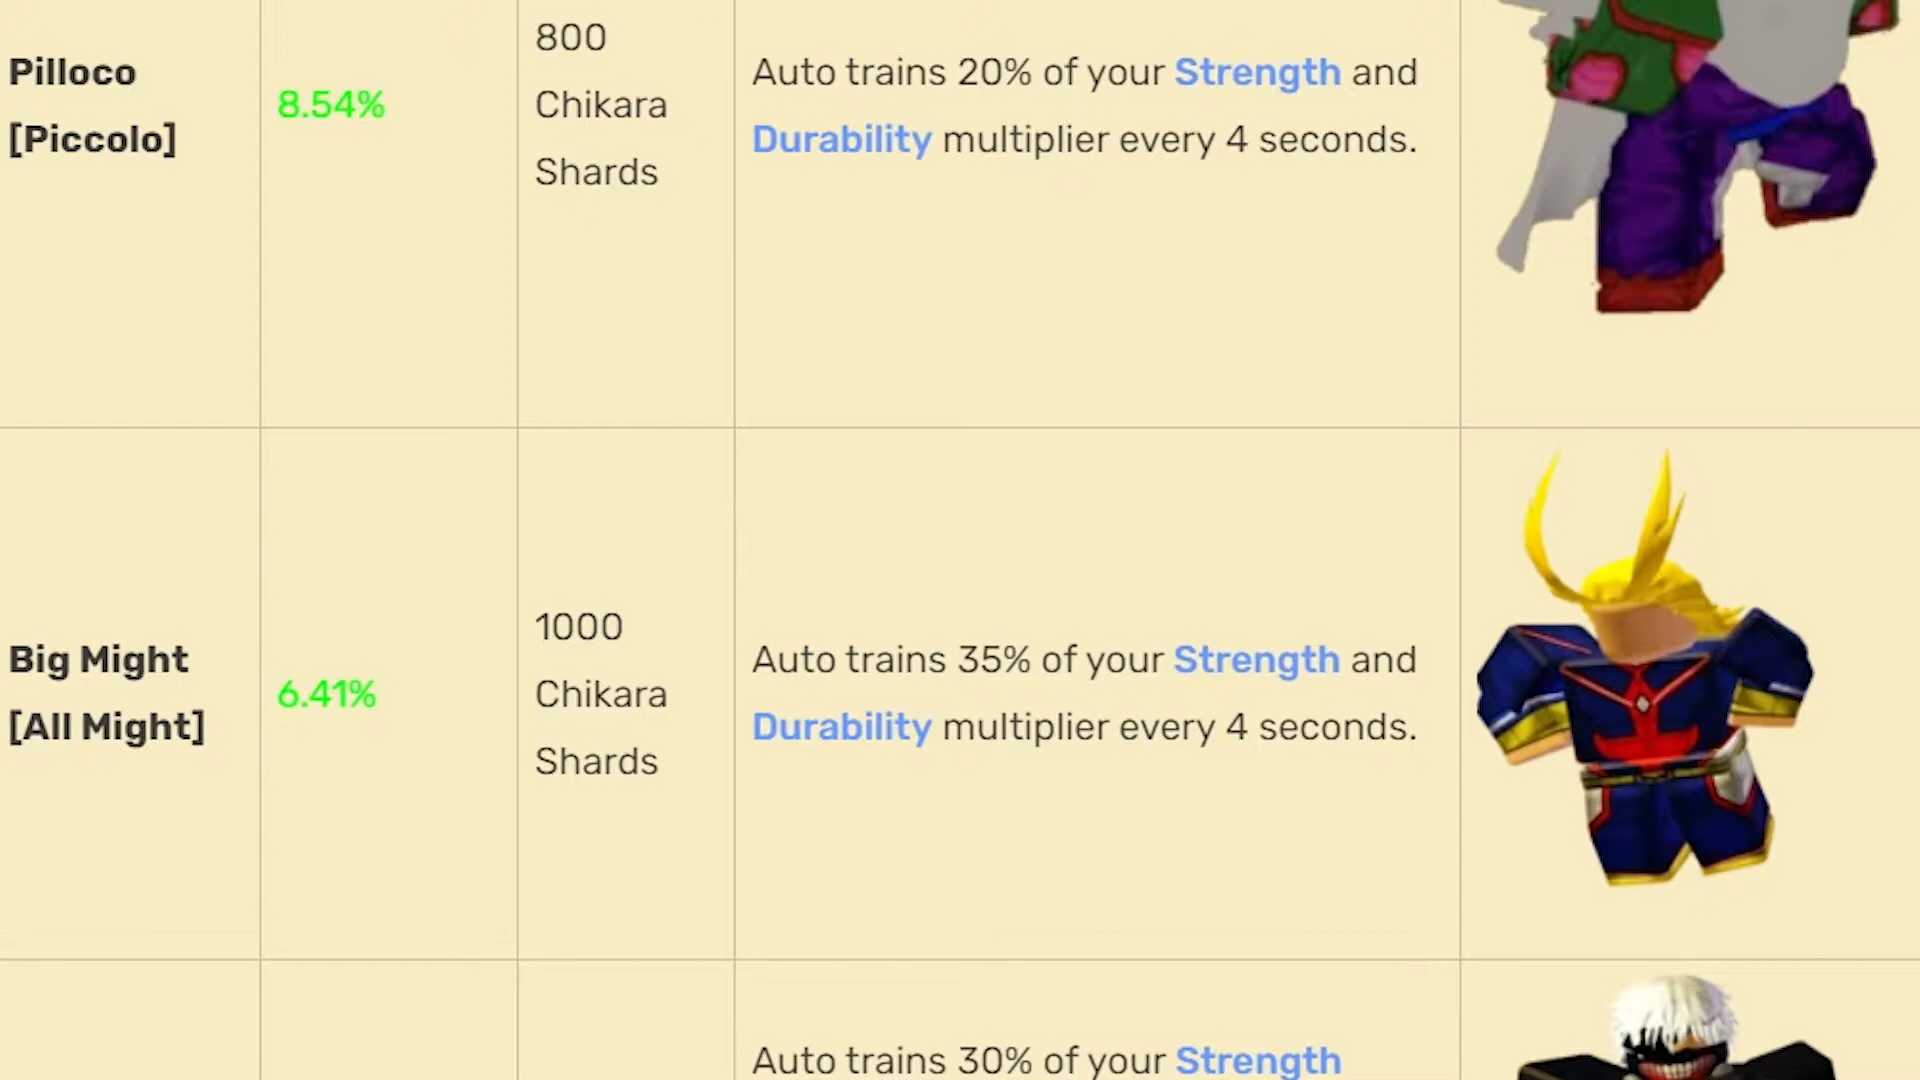 Pilloco
[Piccolo]
8.54%
800
Chikara
Shards
Auto trains 20% of your Strength and
Durability multiplier every 4 seconds.
Big Might
[All Might]
6.41%
1000
Chikara
Shards
Auto trains 35% of your Strength and
Durability multiplier every 4 seconds.
Auto trains 30% of your Strength